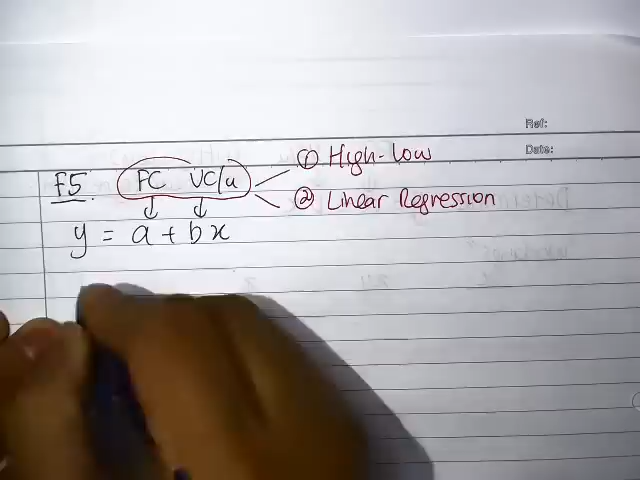 Ref:
Date:
① High-Low
F5 FC VC/u
② Linear Regression
y = a + bx